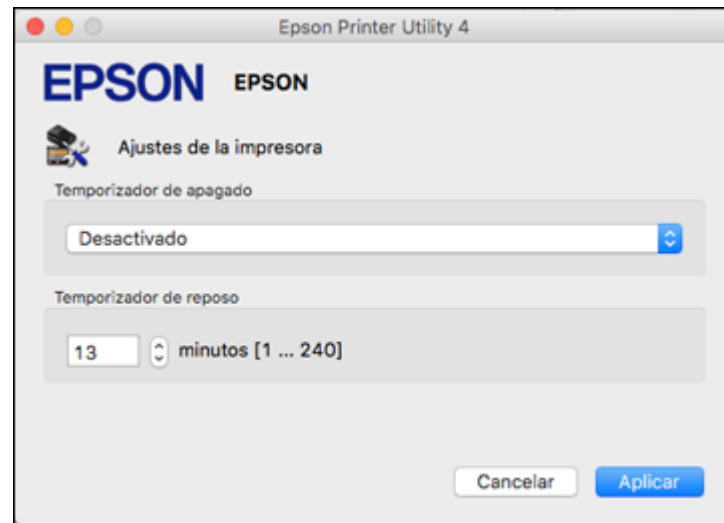 Epson Printer Utility 4
EPSON EPSON
Ajustes de la impresora
Temporizador de apagado
Desactivado
Temporizador de reposo
13 minutos [1 ... 240]
Cancelar Aplicar